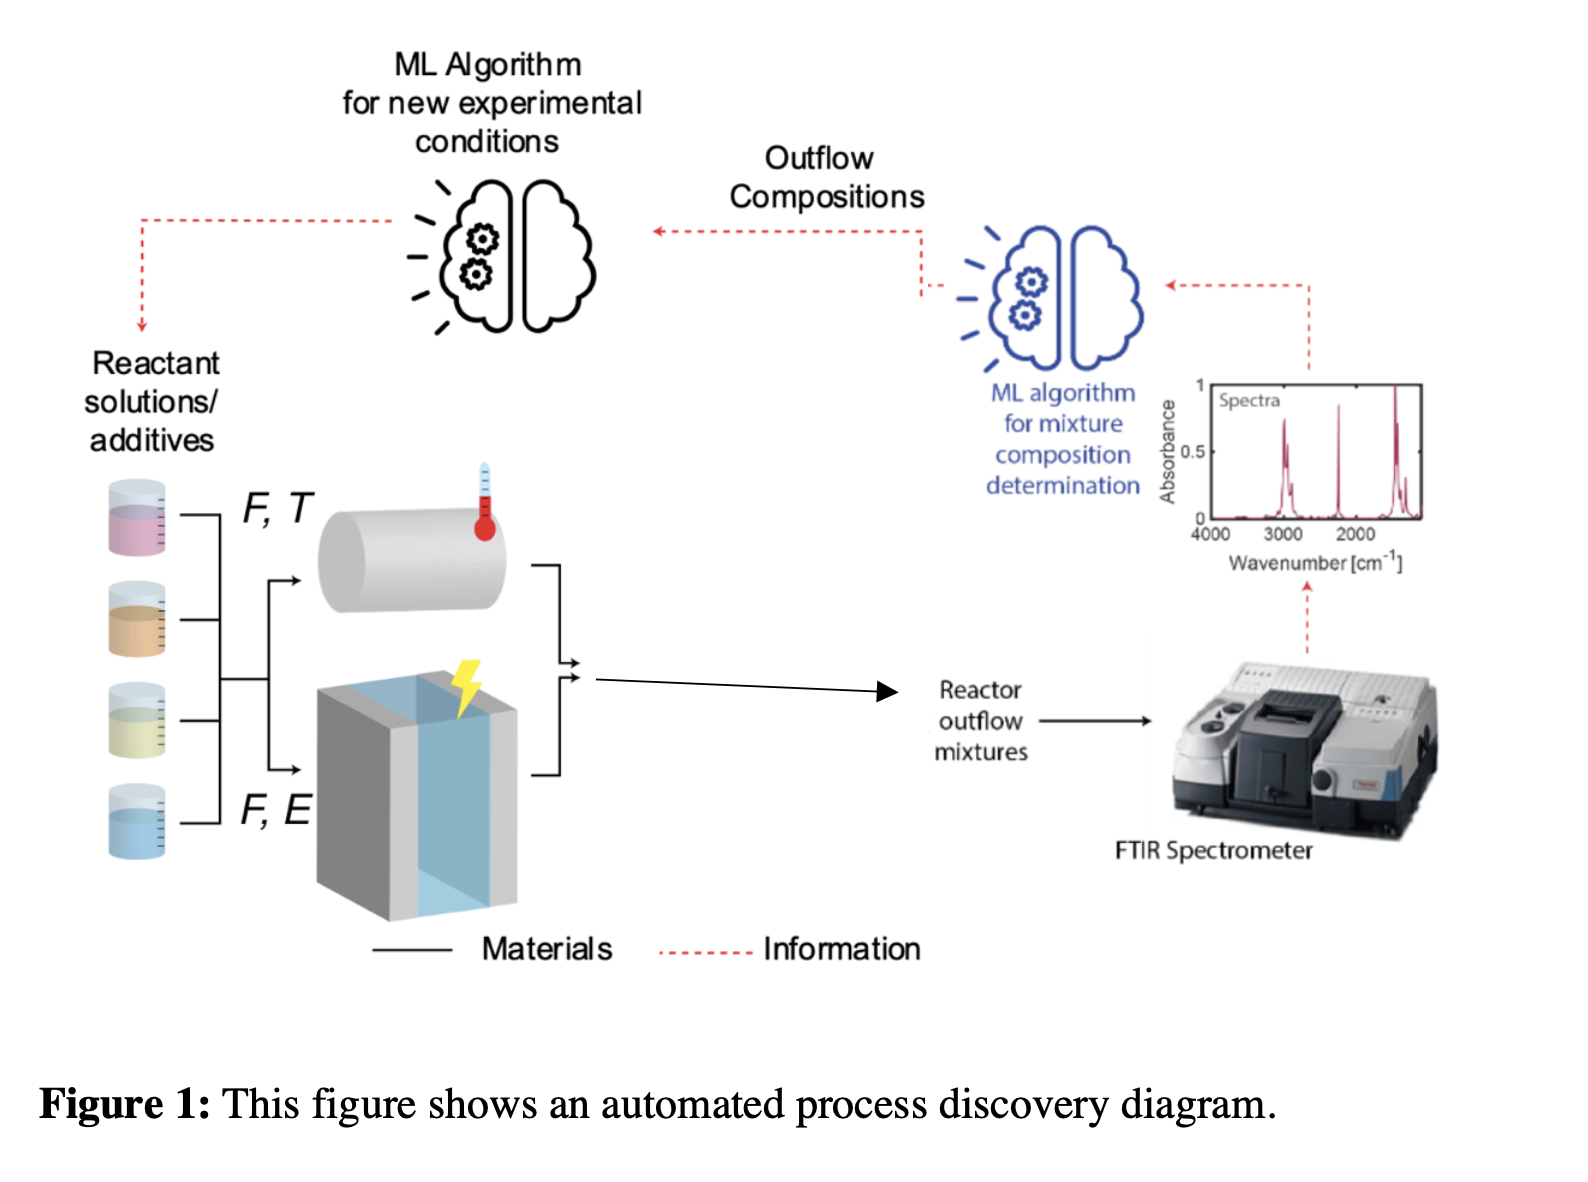 ML Algorithm
for new experimental
conditions
Outflow
Compositions
Reactant
solutions/
additives
F, T
F, E
ML algorithm
for mixture
composition
determination
Spectra
Absorbance
1
0.5
0
4000 3000 2000
Wavenumber [cm⁻¹]
Reactor
outflow
mixtures
FTIR Spectrometer
Materials
Information
Figure 1: This figure shows an automated process discovery diagram.